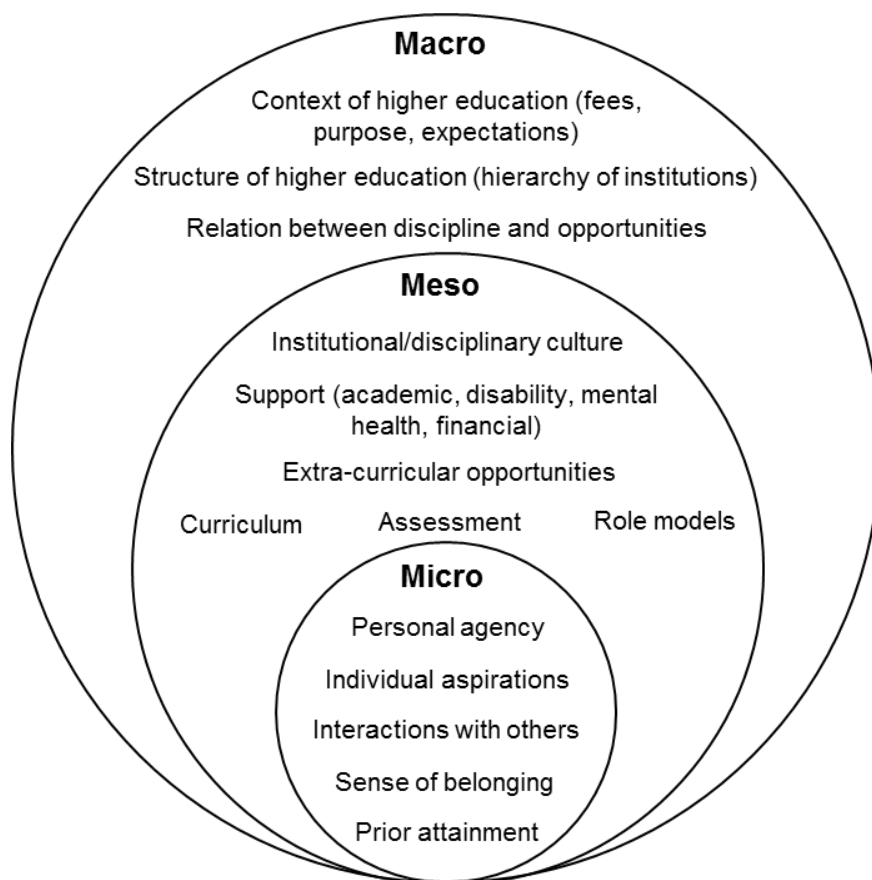 Macro
Context of higher education (fees,
purpose, expectations)
Structure of higher education (hierarchy of institutions)
Relation between discipline and opportunities
Meso
Institutional/disciplinary culture
Support (academic, disability, mental
health, financial)
Extra-curricular opportunities
Curriculum Assessment Role models
Micro
Personal agency
Individual aspirations
Interactions with others
Sense of belonging
Prior attainment